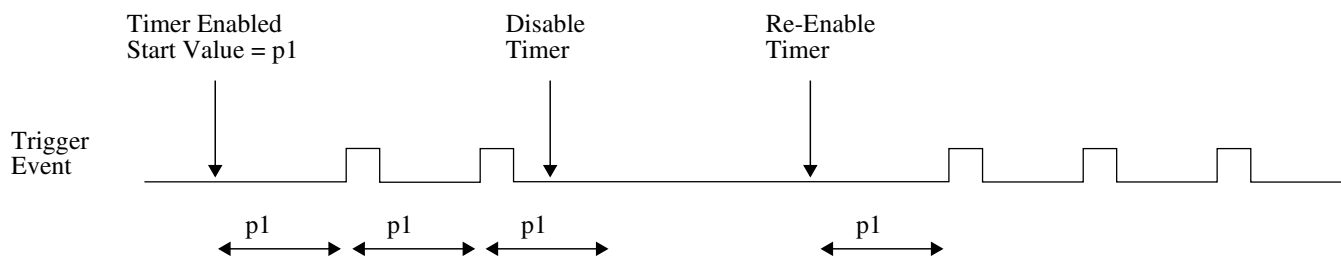 Timer Enabled
Start Value = p1
Disable
Timer
Re-Enable
Timer
Trigger
Event
p1
p1
p1
p1